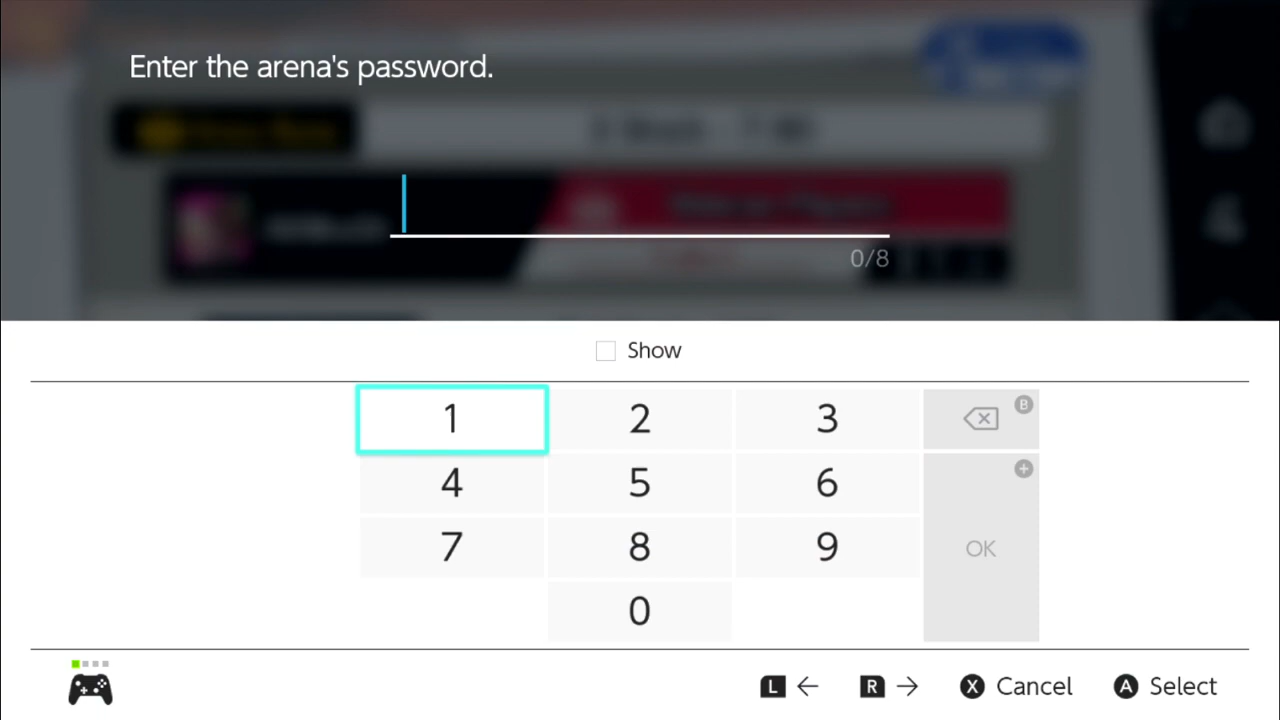 Enter the arena's password.
0/8
Show
1 2 3 B
4 5 6 +
7 8 9 OK
0
L ← R → X Cancel A Select